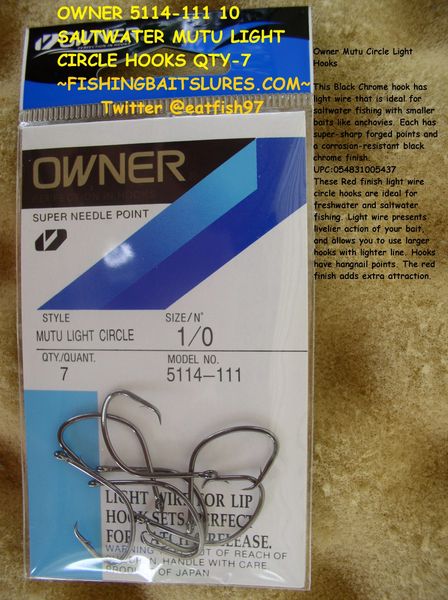 OWNER 5114-111 10
SALTWATER MUTU LIGHT
CIRCLE HOOKS QTY-7
~FISHINGBAITSLURES.COM~
Twitter @eatfish97
Owner Mutu Circle Light
Hooks
This Black Chrome hook has
light wire that is ideal for
saltwater fishing with smaller
baits like anchovies. Each has
super-sharp forged points and
a corrosion-resistant black
chrome finish.
UPC:054831005437
These Red finish light wire
circle hooks are ideal for
freshwater and saltwater
fishing. Light wire presents
livelier action of your bait,
and allows you to use larger
hooks with lighter line. Hooks
have hangnail points. The red
finish adds extra attraction.
OWNER
SUPER NEEDLE POINT
STYLE
MUTU LIGHT CIRCLE
SIZE/N°
1/0
QTY./QUANT.
7
MODEL NO.
5114-111
LIGHT WIRE FOR LIP
HOOK SETS. PERFECT
FOR CATCH RELEASE.
WARNING OUT OF REACH OF
CHILDREN, HANDLE WITH CARE
PRODUCT OF JAPAN